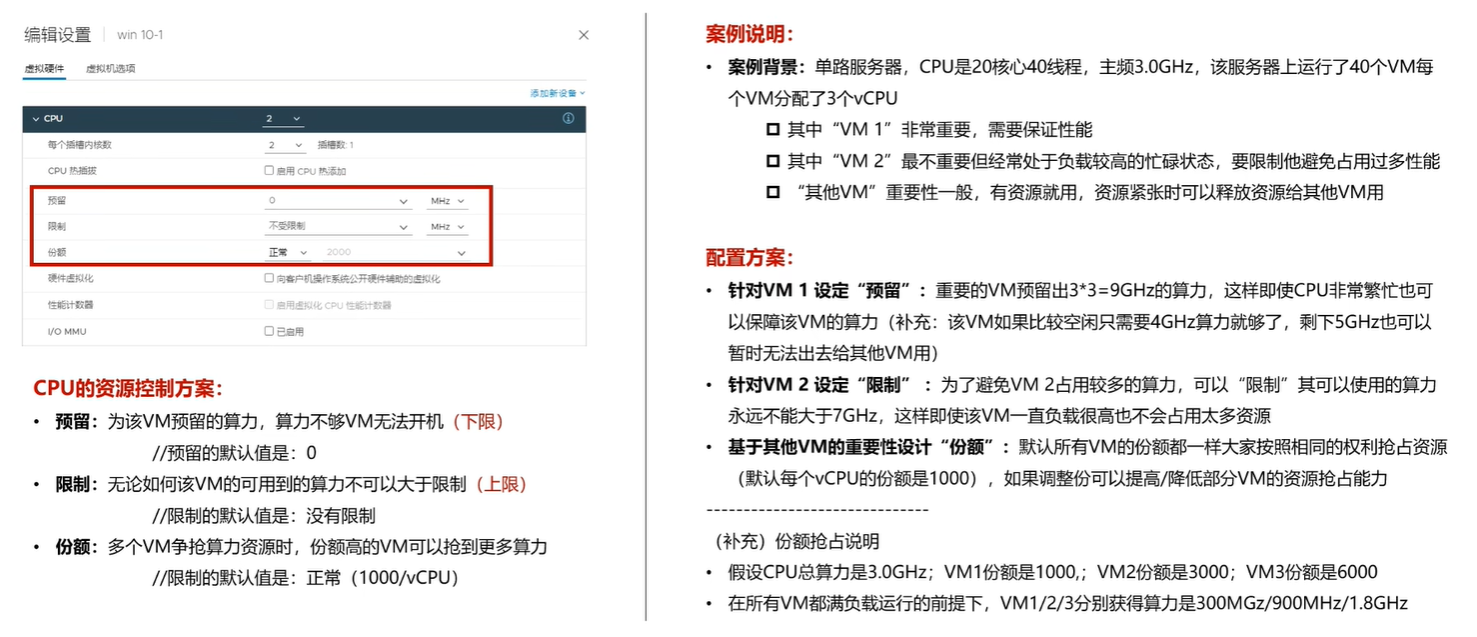 编辑设置 | win 10-1
虚拟硬件 虚拟机选项
添加新设备
CPU 2
每个插槽内核数 2 插槽数: 1
CPU 热插拔 启用 CPU 热添加
预留 0 MHz
限制 不受限制 MHz
份额 正常 2000
硬件虚拟化 向客户机操作系统公开硬件辅助的虚拟化
性能计数器 启用虚拟化 CPU 性能计数器
I/O MMU 已启用
CPU的资源控制方案：
• 预留：为该VM预留的算力，算力不够VM无法开机（下限）
//预留的默认值是：0
• 限制：无论如何该VM的可用到的算力不可以大于限制（上限）
//限制的默认值是：没有限制
• 份额：多个VM争抢算力资源时，份额高的VM可以抢到更多算力
//限制的默认值是：正常（1000/vCPU）
案例说明：
• 案例背景：单路服务器，CPU是20核心40线程，主频3.0GHz，该服务器上运行了40个VM每
个VM分配了3个vCPU
其中“VM 1”非常重要，需要保证性能
其中“VM 2”最不重要但经常处于负载较高的忙碌状态，要限制他避免占用过多性能
“其他VM”重要性一般，有资源就用，资源紧张时可以释放资源给其他VM用
配置方案：
• 针对VM 1 设定“预留”：重要的VM预留出3*3=9GHz的算力，这样即使CPU非常繁忙也可
以保障该VM的算力（补充：该VM如果比较空闲只需要4GHz算力就够了，剩下5GHz也可以
暂时无法出去给其他VM用）
• 针对VM 2 设定“限制” ：为了避免VM 2占用较多的算力，可以“限制”其可以使用的算力
永远不能大于7GHz，这样即使该VM一直负载很高也不会占用太多资源
• 基于其他VM的重要性设计“份额”：默认所有VM的份额都一样大家按照相同的权利抢占资源
（默认每个vCPU的份额是1000），如果调整份可以提高/降低部分VM的资源抢占能力
------------------------------
（补充）份额抢占说明
• 假设CPU总算力是3.0GHz；VM1份额是1000,；VM2份额是3000；VM3份额是6000
• 在所有VM都满负载运行的前提下，VM1/2/3分别获得算力是300MGz/900MHz/1.8GHz